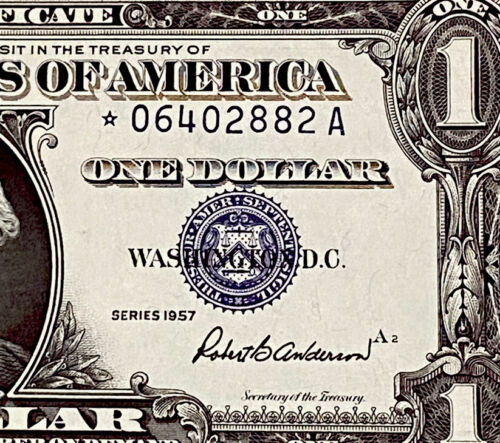 FICATE ONE ONE
SIT IN THE TREASURY OF
S OF AMERICA
1
* 06402882 A
ONE DOLLAR
THESAUR. AMER. SEPTENT. SIGIL.
WASHINGTON, D.C.
SERIES 1957
Robert B Anderson
A 2
Secretary of the Treasury.
1
LAR